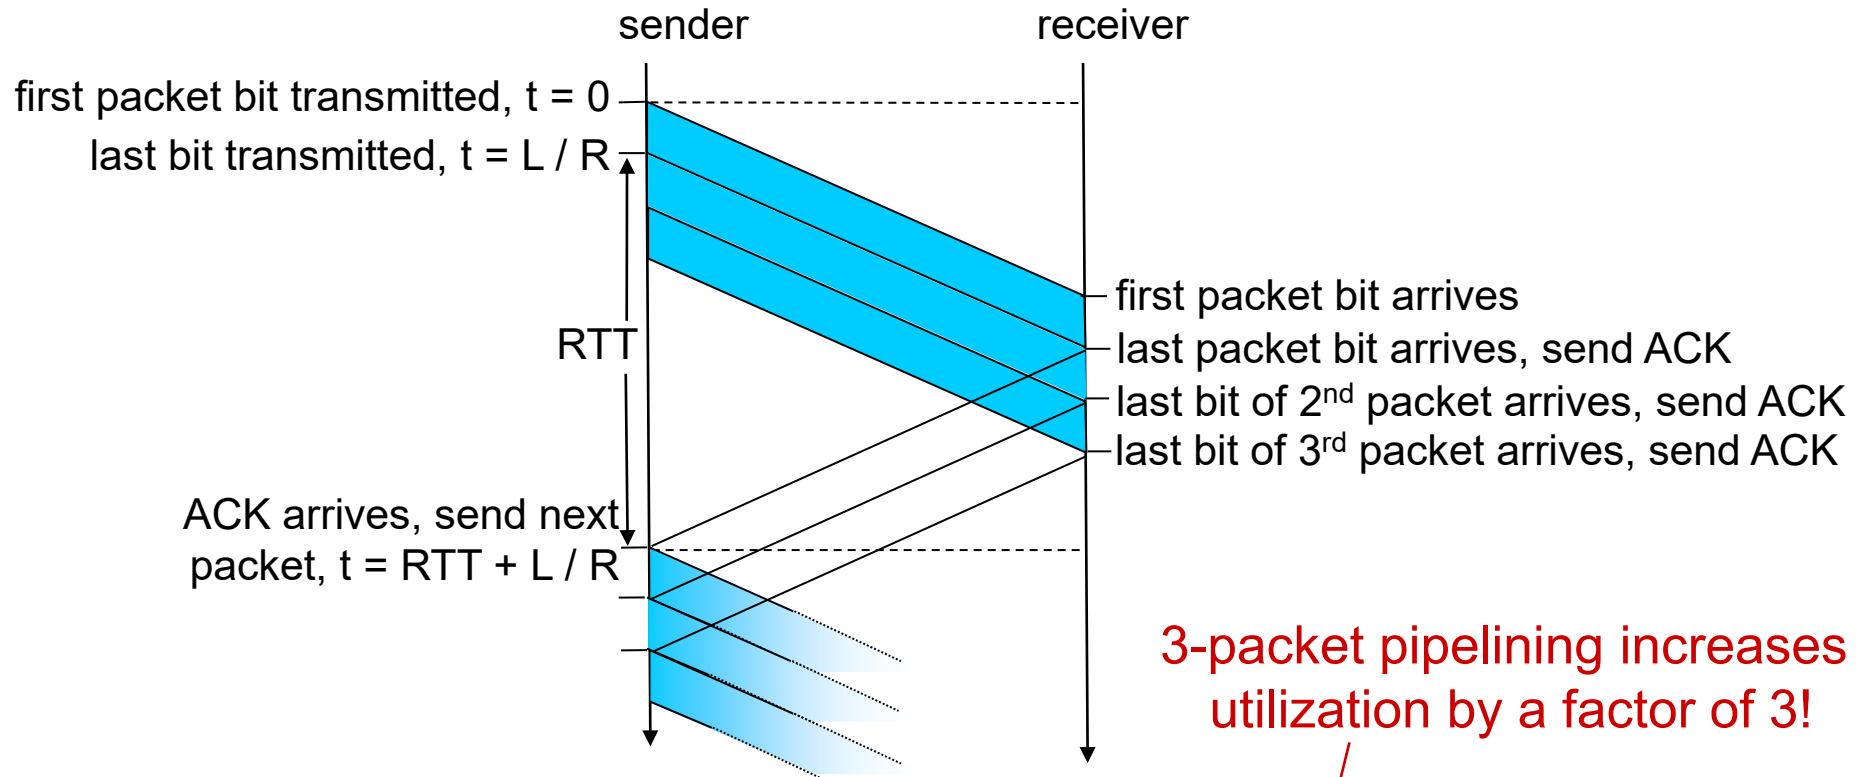 sender
receiver
first packet bit transmitted, t = 0
last bit transmitted, t = L / R
first packet bit arrives
RTT
last packet bit arrives, send ACK
last bit of 2nd packet arrives, send ACK
last bit of 3rd packet arrives, send ACK
ACK arrives, send next
packet, t = RTT + L / R
3-packet pipelining increases
utilization by a factor of 3!